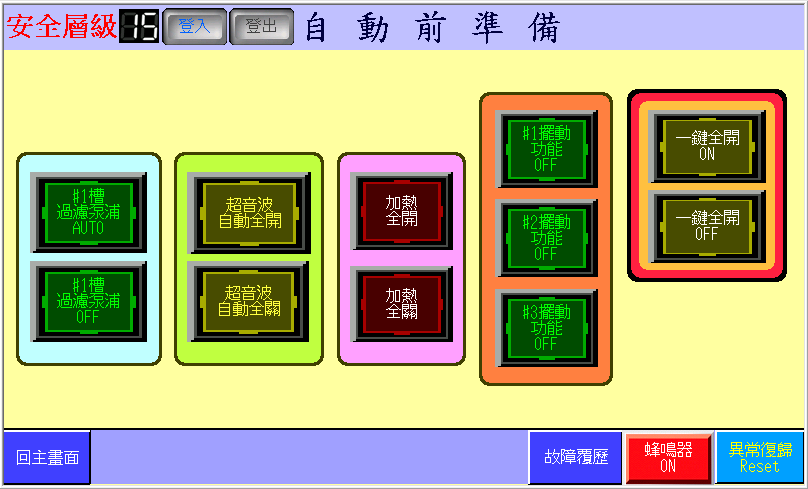 安全層級 15 登入 登出 自動前準備
#1槽
過濾泵浦
AUTO
#1槽
過濾泵浦
OFF
超音波
自動全開
超音波
自動全關
加熱
全開
加熱
全關
#1擺動
功能
OFF
#2擺動
功能
OFF
#3擺動
功能
OFF
一鍵全開
ON
一鍵全開
OFF
回主畫面
故障覆歷
蜂鳴器
ON
異常復歸
Reset